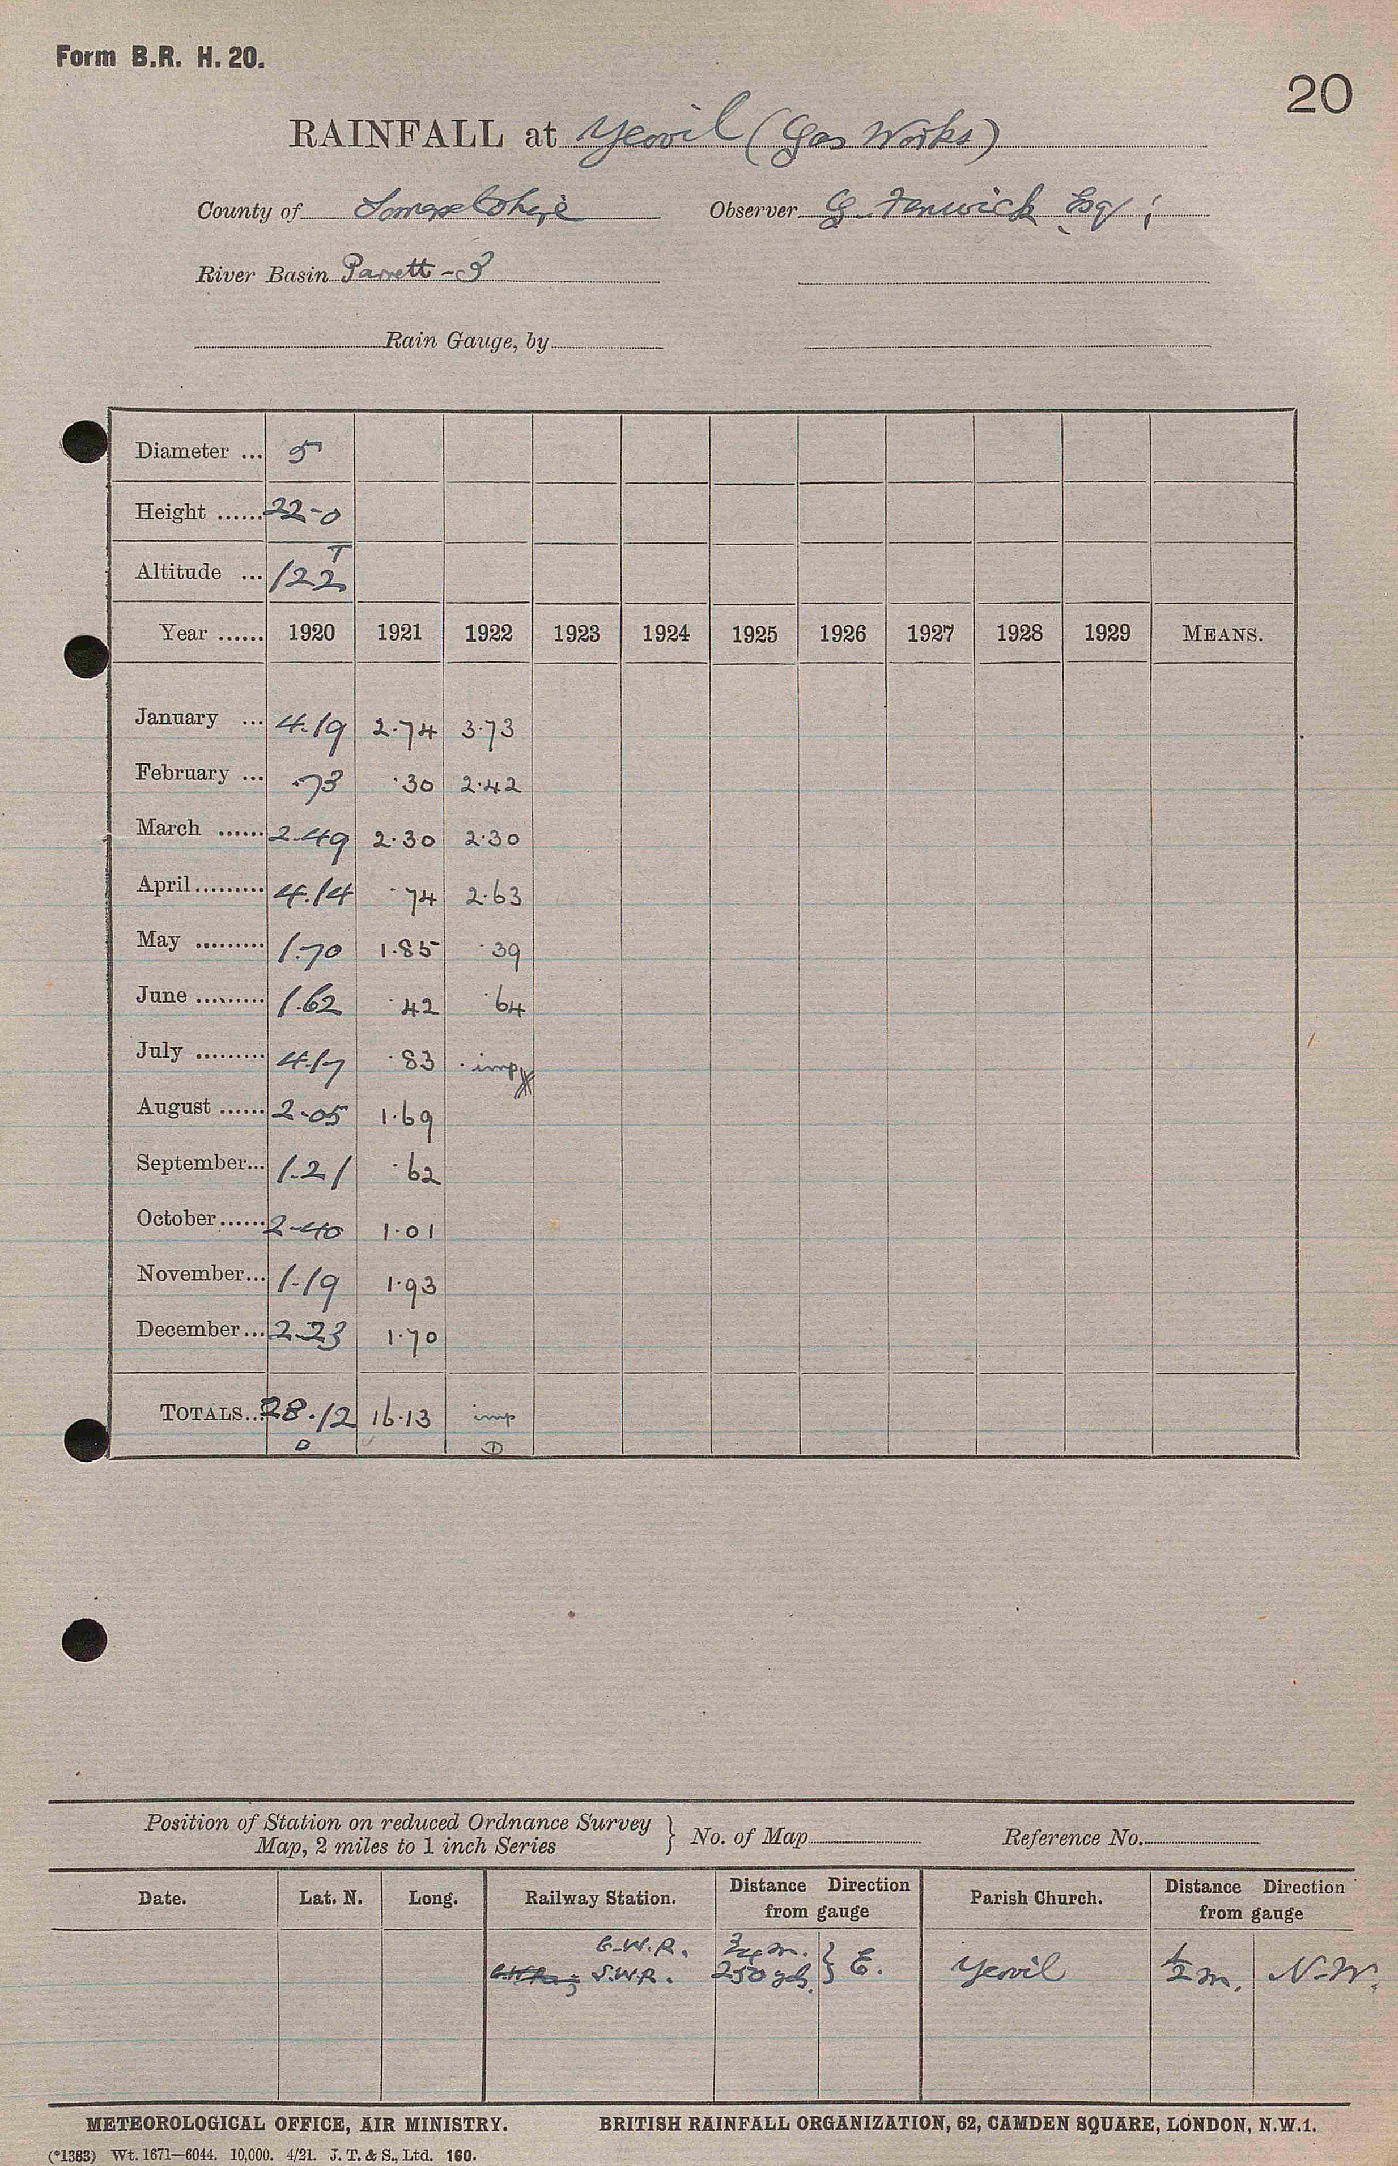 Form B.R. H. 20.
20
RAINFALL at Yeovil (Gas Works)
County of Somersetshire Observer G. Fenwick Esq ;
River Basin Parrett - 3
Rain Gauge, by
Diameter ... 5
Height ...... 22-0
Altitude ... 122 T
Year ...... 1920 1921 1922 1923 1924 1925 1926 1927 1928 1929 MEANS.
January ... 4.19 2.74 3.73
February ... .73 .30 2.42
March ...... 2.49 2.30 2.30
April......... 4.14 .74 2.63
May ......... 1.70 1.85 .39
June ......... 1.62 .42 .64
July ......... 4.17 .83 . imp
August ...... 2.05 1.69
September... 1.21 .62
October...... 2.40 1.01
November... 1.19 1.93
December... 2.23 1.70
TOTALS... 28.12 16.13 imp
D D
Position of Station on reduced Ordnance Survey
Map, 2 miles to 1 inch Series } No. of Map Reference No.
Date. Lat. N. Long. Railway Station. Distance Direction from gauge Parish Church. Distance Direction from gauge
G.W.R. 3/4 m.
S.W.R. 250 yds. } E. Yeovil 1/2 m. N-W.
METEOROLOGICAL OFFICE, AIR MINISTRY. BRITISH RAINFALL ORGANIZATION, 62, CAMDEN SQUARE, LONDON, N.W.1.
(*1383) Wt. 1671—6044. 10,000. 4/21. J. T. & S., Ltd. 160.